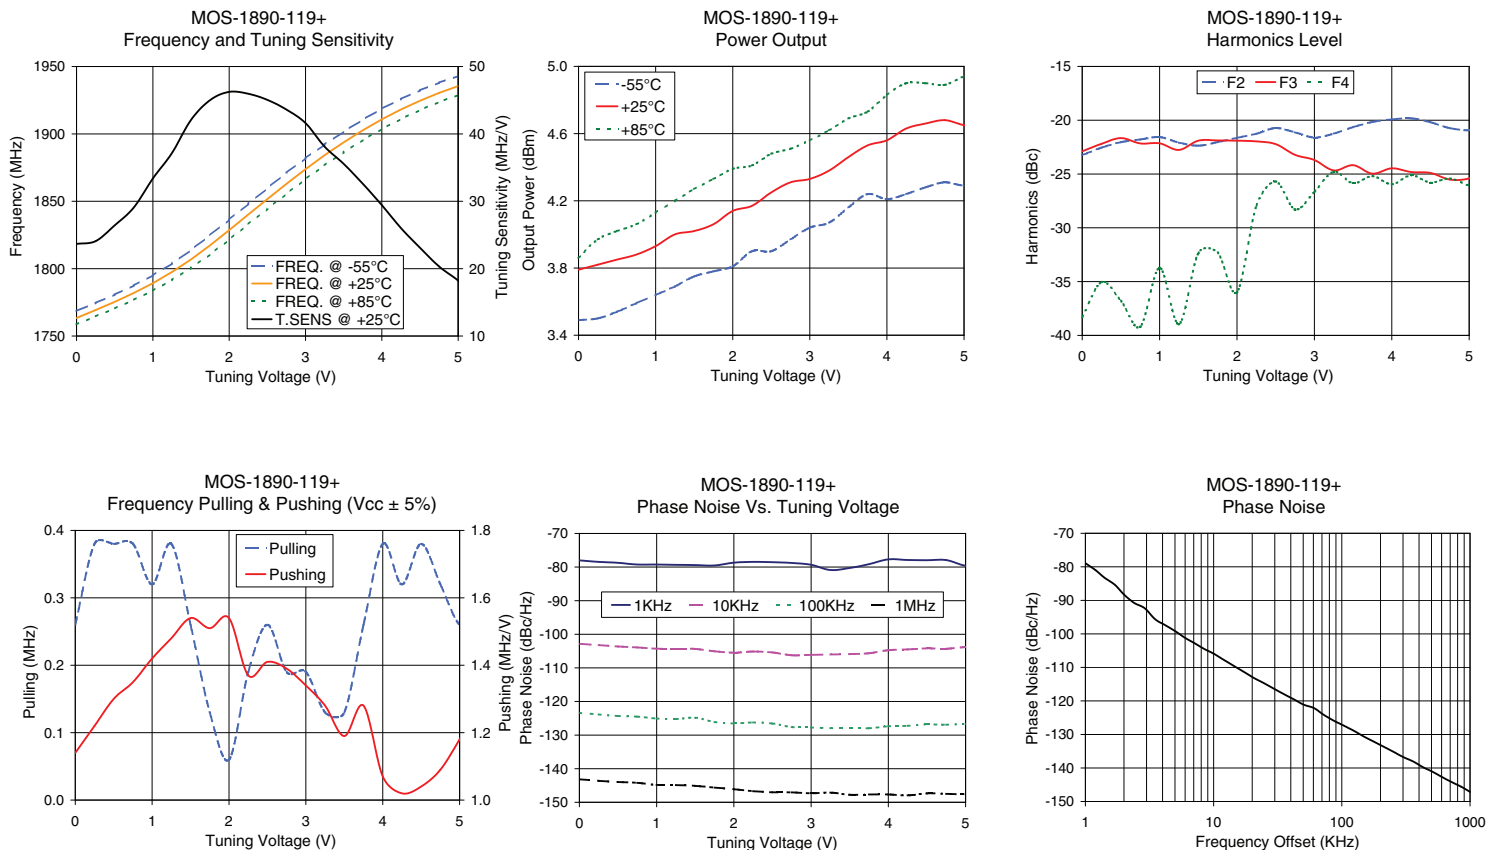 MOS-1890-119+
Frequency and Tuning Sensitivity
1950
1900
1850
1800
1750
Frequency (MHz)
50
40
30
20
10
Tuning Sensitivity (MHz/V)
FREQ. @ -55°C
FREQ. @ +25°C
FREQ. @ +85°C
T.SENS @ +25°C
0 1 2 3 4 5
Tuning Voltage (V)
MOS-1890-119+
Power Output
5.0
4.6
4.2
3.8
3.4
Output Power (dBm)
-55°C
+25°C
+85°C
0 1 2 3 4 5
Tuning Voltage (V)
MOS-1890-119+
Harmonics Level
-15
-20
-25
-30
-35
-40
Harmonics (dBc)
F2 F3 F4
0 1 2 3 4 5
Tuning Voltage (V)
MOS-1890-119+
Frequency Pulling & Pushing (Vcc ± 5%)
0.4
0.3
0.2
0.1
0.0
Pulling (MHz)
1.8
1.6
1.4
1.2
1.0
Pushing (MHz/V)
Pulling
Pushing
0 1 2 3 4 5
Tuning Voltage (V)
MOS-1890-119+
Phase Noise Vs. Tuning Voltage
-70
-80
-90
-100
-110
-120
-130
-140
-150
Phase Noise (dBc/Hz)
1KHz 10KHz 100KHz 1MHz
0 1 2 3 4 5
Tuning Voltage (V)
MOS-1890-119+
Phase Noise
-70
-80
-90
-100
-110
-120
-130
-140
-150
Phase Noise (dBc/Hz)
1 10 100 1000
Frequency Offset (KHz)